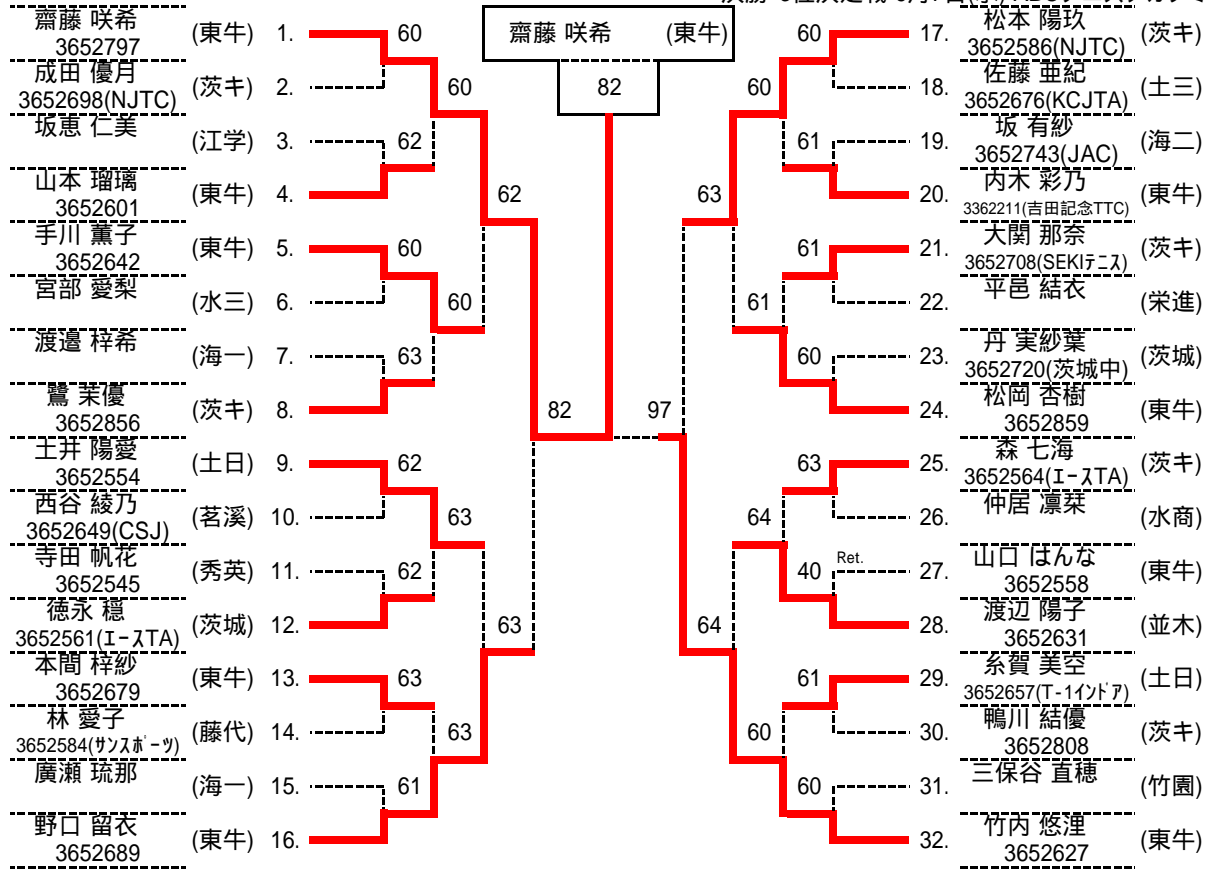 齋藤 咲希 (東牛)
82
齋藤 咲希
3652797
(東牛) 1.
成田 優月
3652698(NJTC)
(茨キ) 2.
坂恵 仁美
(江学) 3.
山本 瑠璃
3652601
(東牛) 4.
手川 薫子
3652642
(東牛) 5.
宮部 愛梨
(水三) 6.
渡邉 梓希
(海一) 7.
鷺 茉優
3652856
(茨キ) 8.
土井 陽愛
3652554
(土日) 9.
西谷 綾乃
3652649(CSJ)
(茗溪) 10.
寺田 帆花
3652545
(秀英) 11.
徳永 穏
3652561(エースTA)
(茨城) 12.
本間 梓紗
3652679
(東牛) 13.
林 愛子
3652584(サンスポーツ)
(藤代) 14.
廣瀬 琉那
(海一) 15.
野口 留衣
3652689
(東牛) 16.
60
62
60
63
62
62
63
61
60
60
63
63
62
63
82
97
63
64
60
61
64
60
60
61
61
60
63
40 Ret.
61
60
17. 松本 陽玖
3652586(NJTC)
(茨キ)
18. 佐藤 亜紀
3652676(KCJTA)
(土三)
19. 坂 有紗
3652743(JAC)
(海二)
20. 内木 彩乃
3362211(吉田記念TTC)
(東牛)
21. 大関 那奈
3652708(SEKIテニス)
(茨キ)
22. 平邑 結衣
(栄進)
23. 丹 実紗葉
3652720(茨城中)
(茨城)
24. 松岡 杏樹
3652859
(東牛)
25. 森 七海
3652564(エースTA)
(茨キ)
26. 仲居 凛栞
(水商)
27. 山口 はんな
3652558
(東牛)
28. 渡辺 陽子
3652631
(並木)
29. 糸賀 美空
3652657(T-1インドア)
(土日)
30. 鴨川 結優
3652808
(茨キ)
31. 三保谷 直穂
(竹園)
32. 竹内 悠浬
3652627
(東牛)